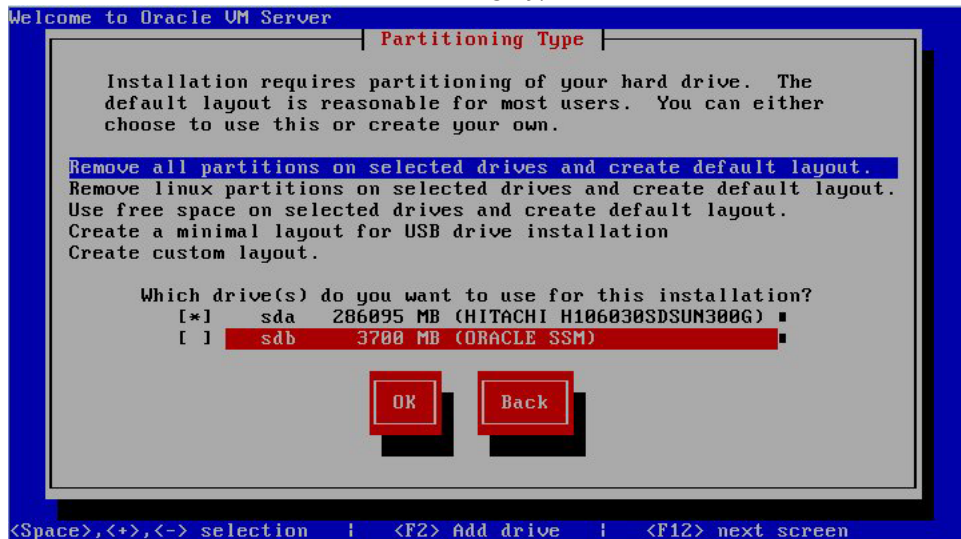 Welcome to Oracle VM Server
Partitioning Type
Installation requires partitioning of your hard drive. The
default layout is reasonable for most users. You can either
choose to use this or create your own.
Remove all partitions on selected drives and create default layout.
Remove linux partitions on selected drives and create default layout.
Use free space on selected drives and create default layout.
Create a minimal layout for USB drive installation
Create custom layout.
Which drive(s) do you want to use for this installation?
[*] sda 286095 MB (HITACHI H106030SDSUN300G)
[ ] sdb 3700 MB (ORACLE SSM)
OK Back
<Space>,<+>,<-> selection | <F2> Add drive | <F12> next screen